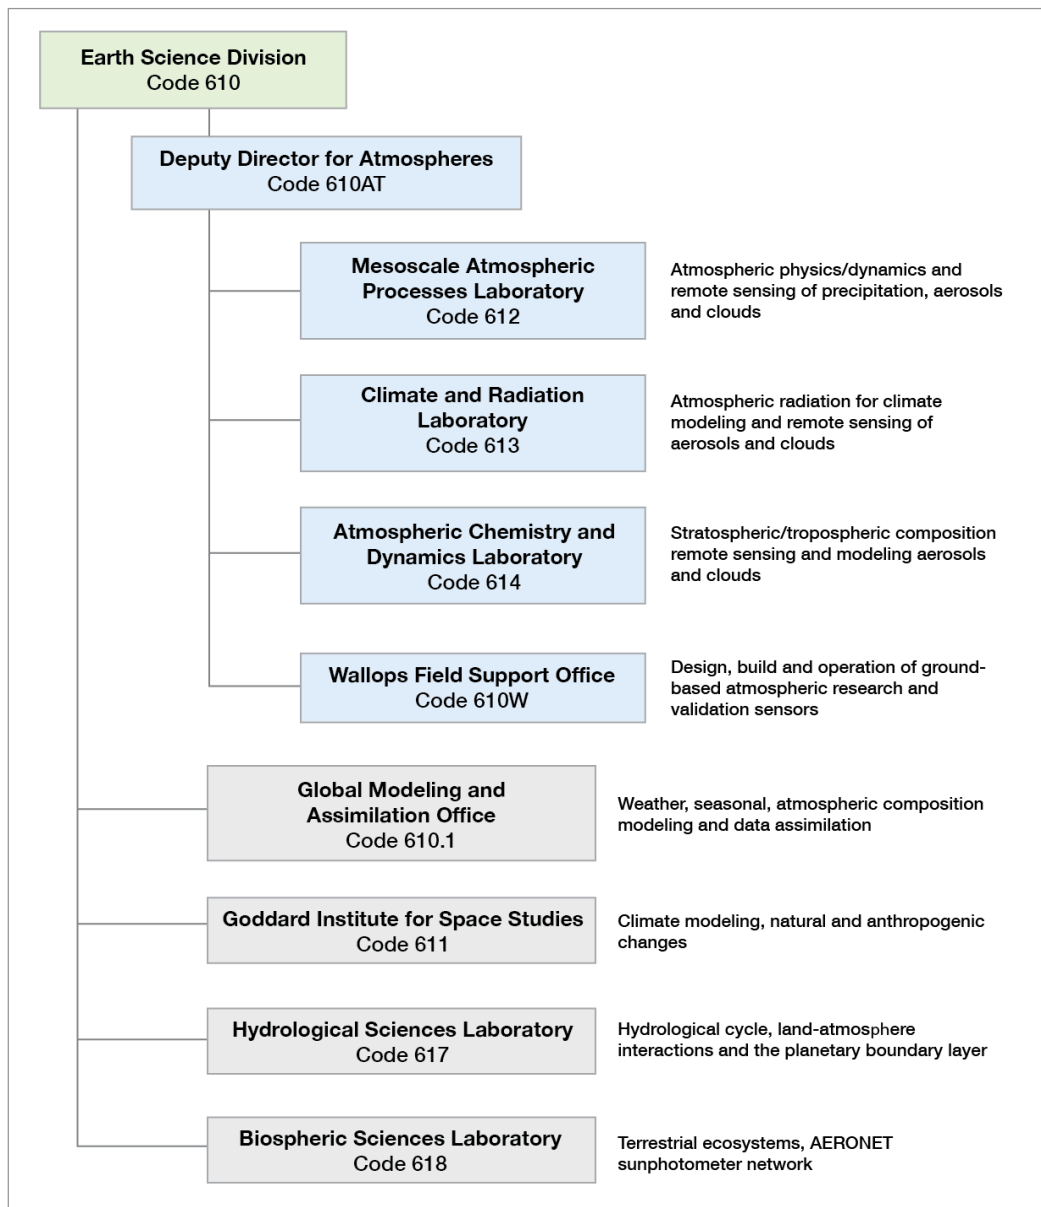 Earth Science Division
Code 610
Deputy Director for Atmospheres
Code 610AT
Mesoscale Atmospheric
Processes Laboratory
Code 612
Atmospheric physics/dynamics and
remote sensing of precipitation, aerosols
and clouds
Climate and Radiation
Laboratory
Code 613
Atmospheric radiation for climate
modeling and remote sensing of
aerosols and clouds
Atmospheric Chemistry and
Dynamics Laboratory
Code 614
Stratospheric/tropospheric composition
remote sensing and modeling aerosols
and clouds
Wallops Field Support Office
Code 610W
Design, build and operation of ground-
based atmospheric research and
validation sensors
Global Modeling and
Assimilation Office
Code 610.1
Weather, seasonal, atmospheric composition
modeling and data assimilation
Goddard Institute for Space Studies
Code 611
Climate modeling, natural and anthropogenic
changes
Hydrological Sciences Laboratory
Code 617
Hydrological cycle, land-atmosphere
interactions and the planetary boundary layer
Biospheric Sciences Laboratory
Code 618
Terrestrial ecosystems, AERONET
sunphotometer network